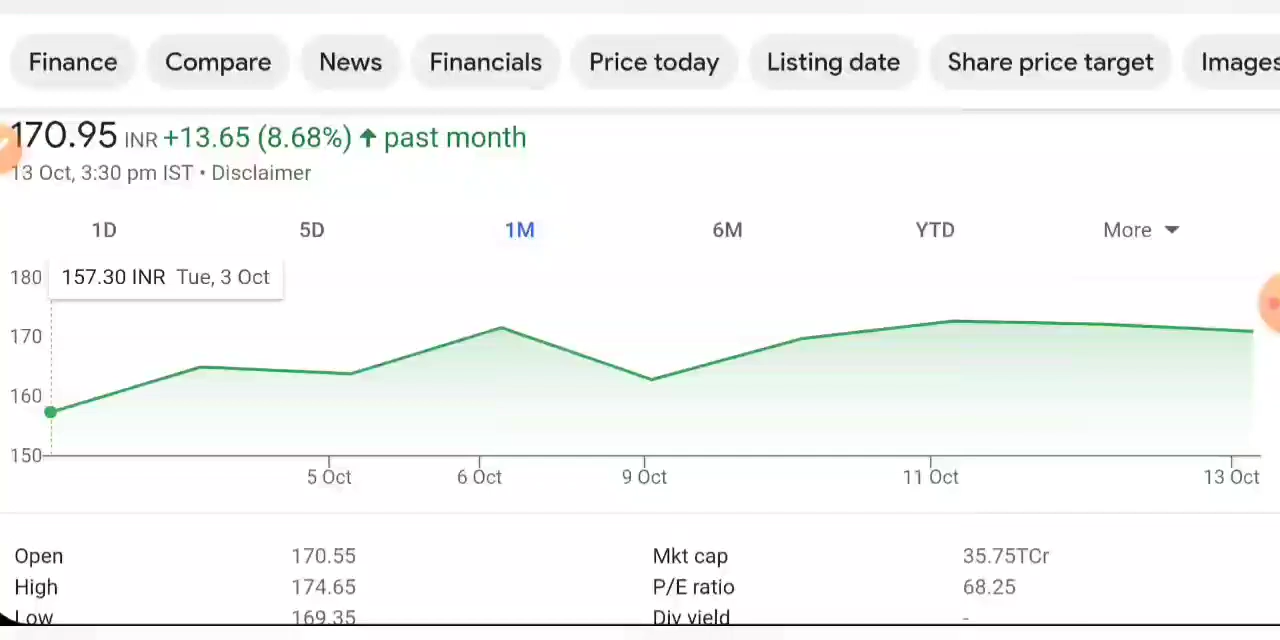 Finance Compare News Financials Price today Listing date Share price target Images
170.95 INR +13.65 (8.68%) ↑ past month
13 Oct, 3:30 pm IST • Disclaimer
1D 5D 1M 6M YTD More
157.30 INR Tue, 3 Oct
180
170
160
150
5 Oct 6 Oct 9 Oct 11 Oct 13 Oct
Open 170.55 Mkt cap 35.75TCr
High 174.65 P/E ratio 68.25
Low 169.35 Div yield -